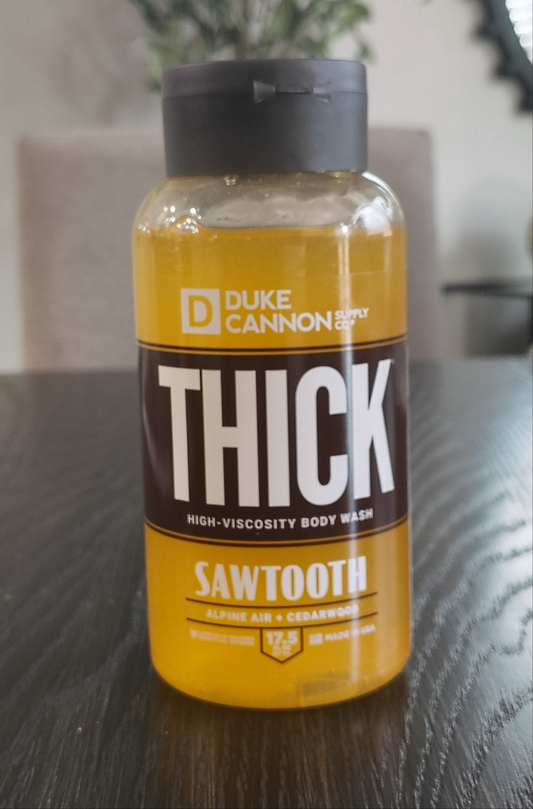 D
DUKE
CANNON SUPPLY CO
THICK
HIGH-VISCOSITY BODY WASH
SAWTOOTH
ALPINE AIR + CEDARWOOD
17.5
MADE IN USA